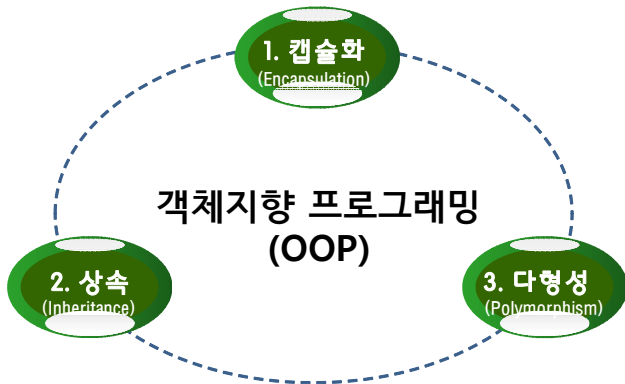 1. 캡슐화
(Encapsulation)
객체지향 프로그래밍
(OOP)
2. 상속
(Inheritance)
3. 다형성
(Polymorphism)